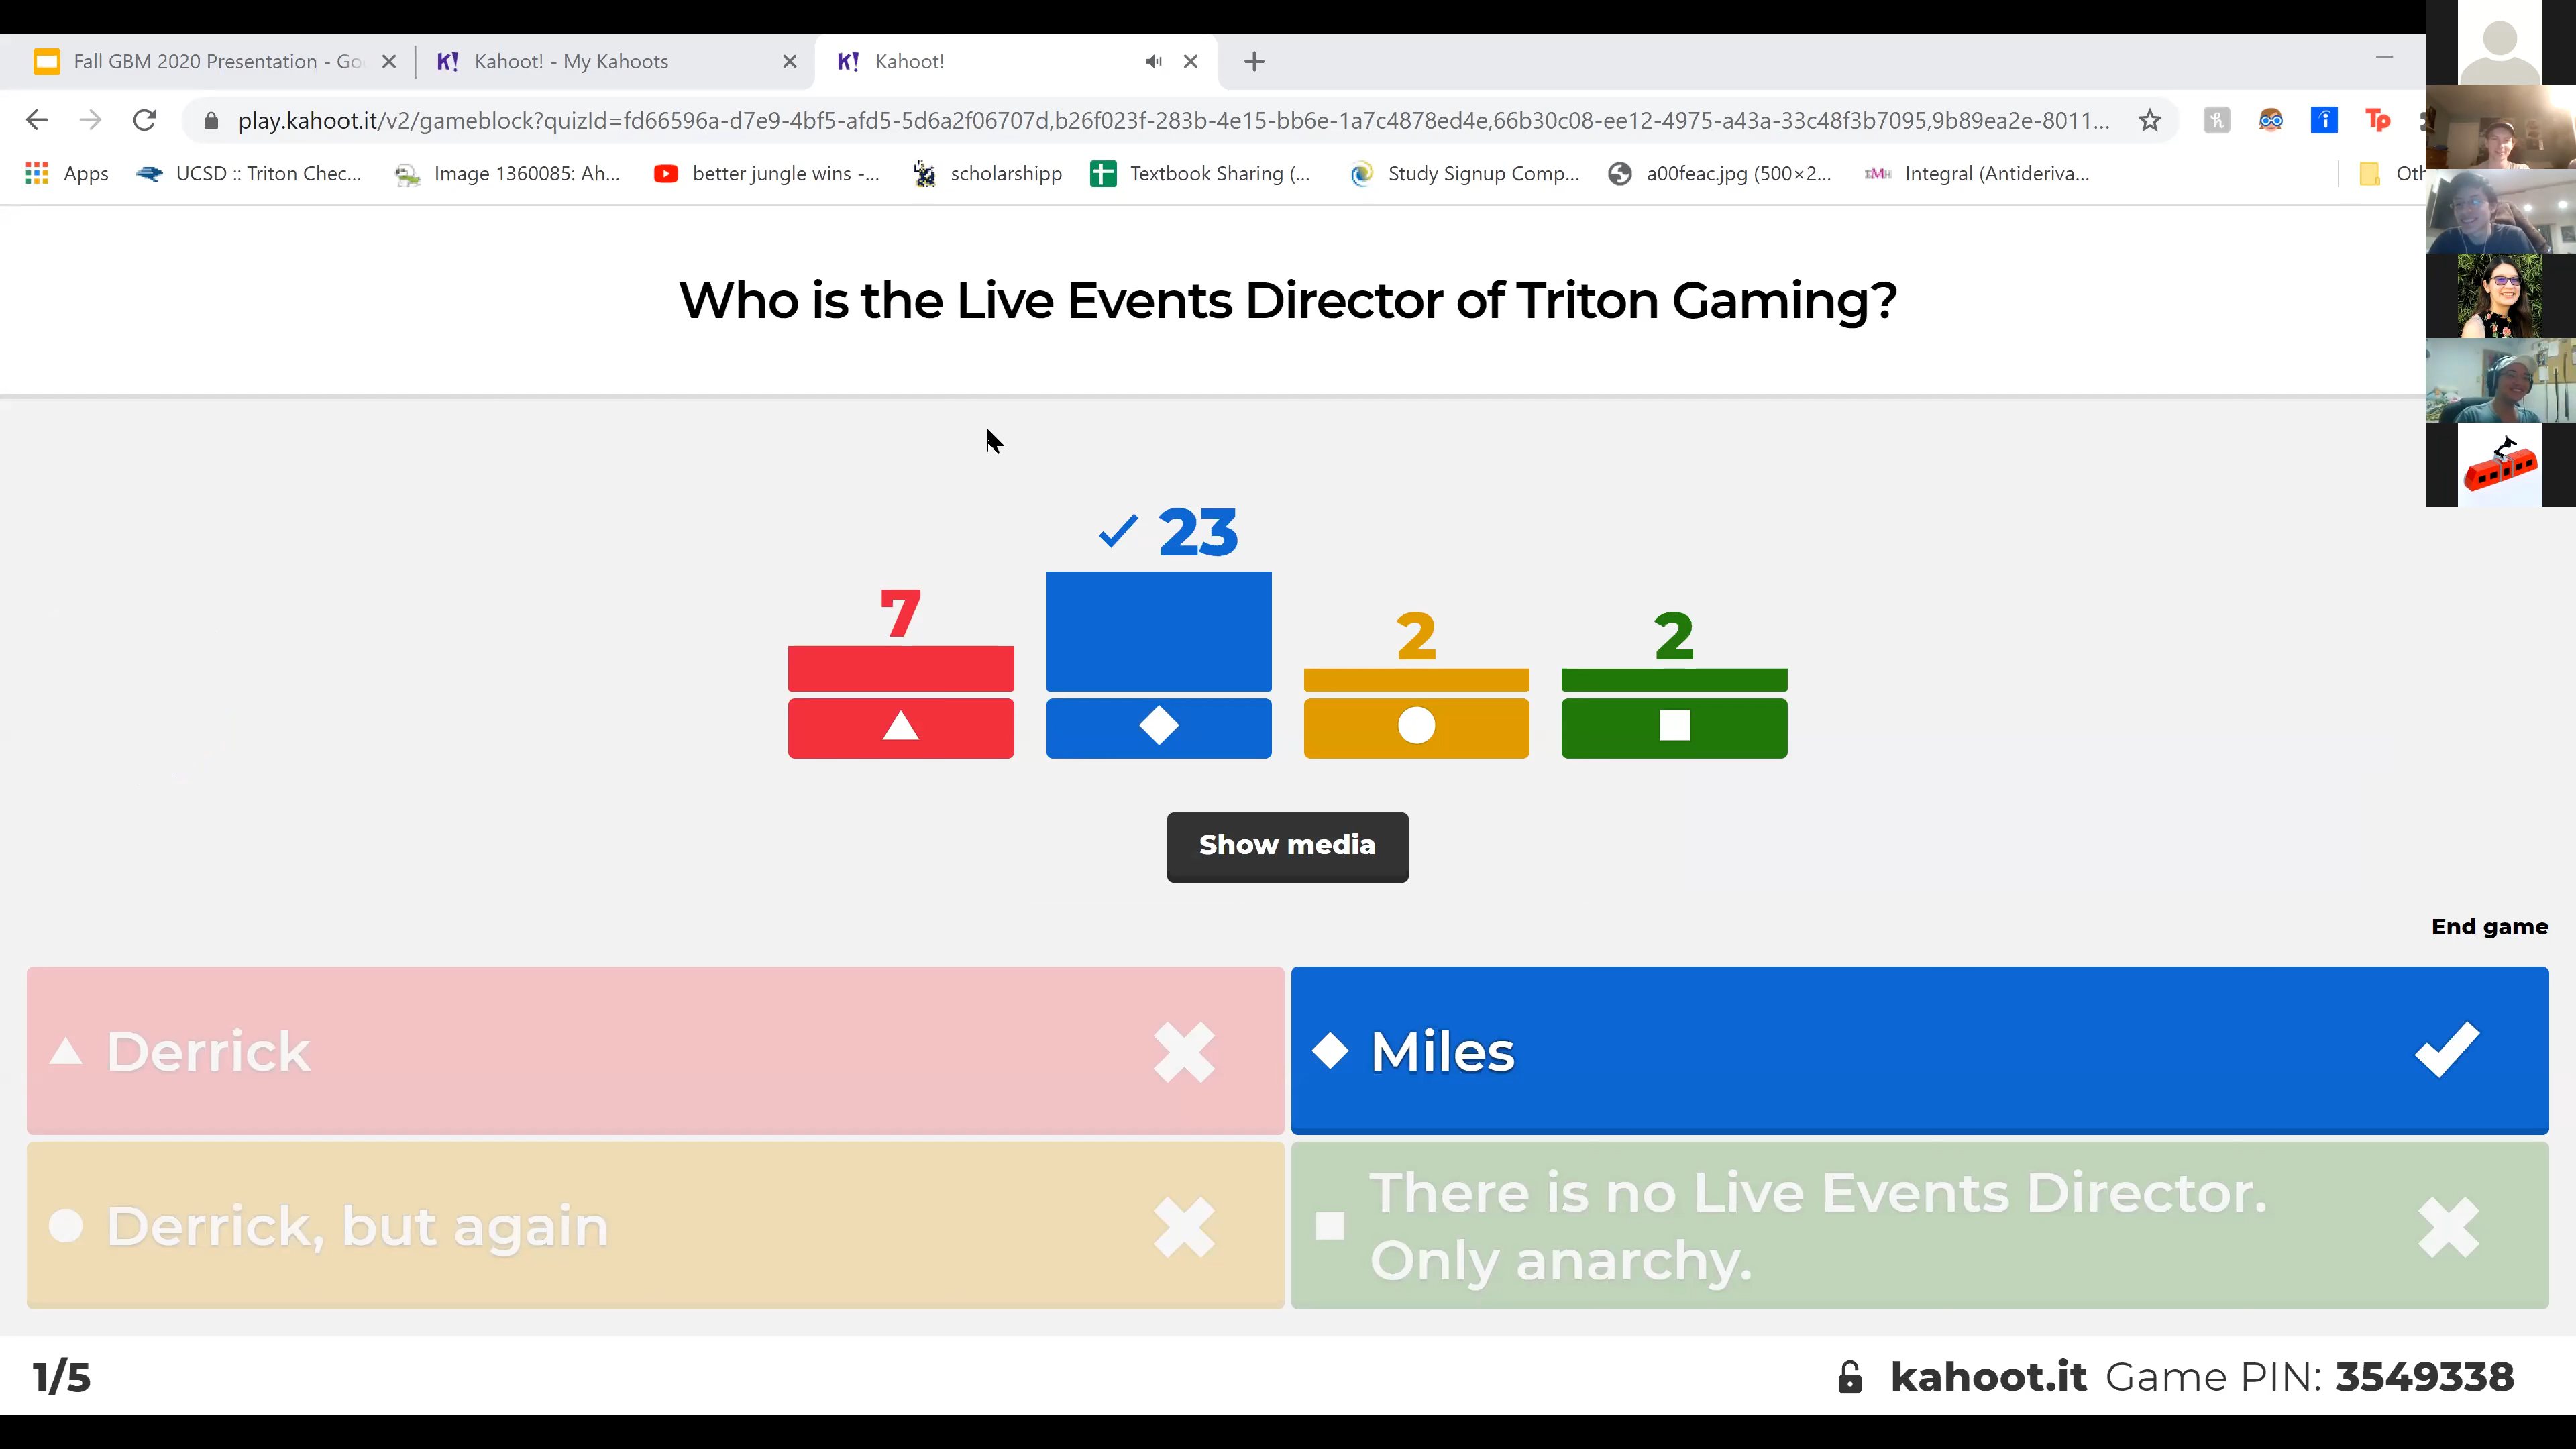 Fall GBM 2020 Presentation - Goo
K! Kahoot! - My Kahoots
K! Kahoot!
play.kahoot.it/v2/gameblock?quizId=fd66596a-d7e9-4bf5-afd5-5d6a2f06707d,b26f023f-283b-4e15-bb6e-1a7c4878ed4e,66b30c08-ee12-4975-a43a-33c48f3b7095,9b89ea2e-8011...
Tp
Apps
UCSD :: Triton Chec...
Image 1360085: Ah...
better jungle wins -...
scholarshipp
Textbook Sharing (...
Study Signup Comp...
a00feac.jpg (500×2...
Integral (Antideriva...
Oth
Who is the Live Events Director of Triton Gaming?
7
23
2
2
Show media
End game
Derrick
Miles
Derrick, but again
There is no Live Events Director.
Only anarchy.
1/5
kahoot.it Game PIN: 3549338